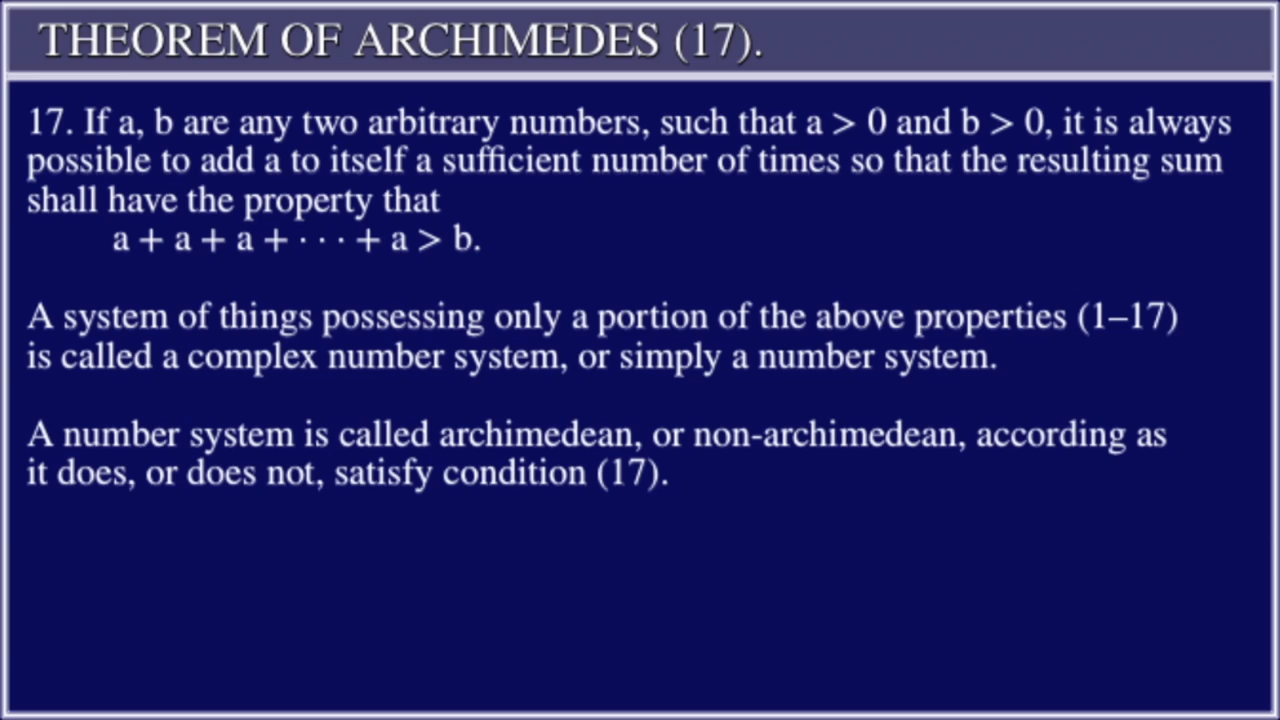 THEOREM OF ARCHIMEDES (17).
17. If a, b are any two arbitrary numbers, such that a > 0 and b > 0, it is always
possible to add a to itself a sufficient number of times so that the resulting sum
shall have the property that
a + a + a + · · · + a > b.
A system of things possessing only a portion of the above properties (1–17)
is called a complex number system, or simply a number system.
A number system is called archimedean, or non-archimedean, according as
it does, or does not, satisfy condition (17).